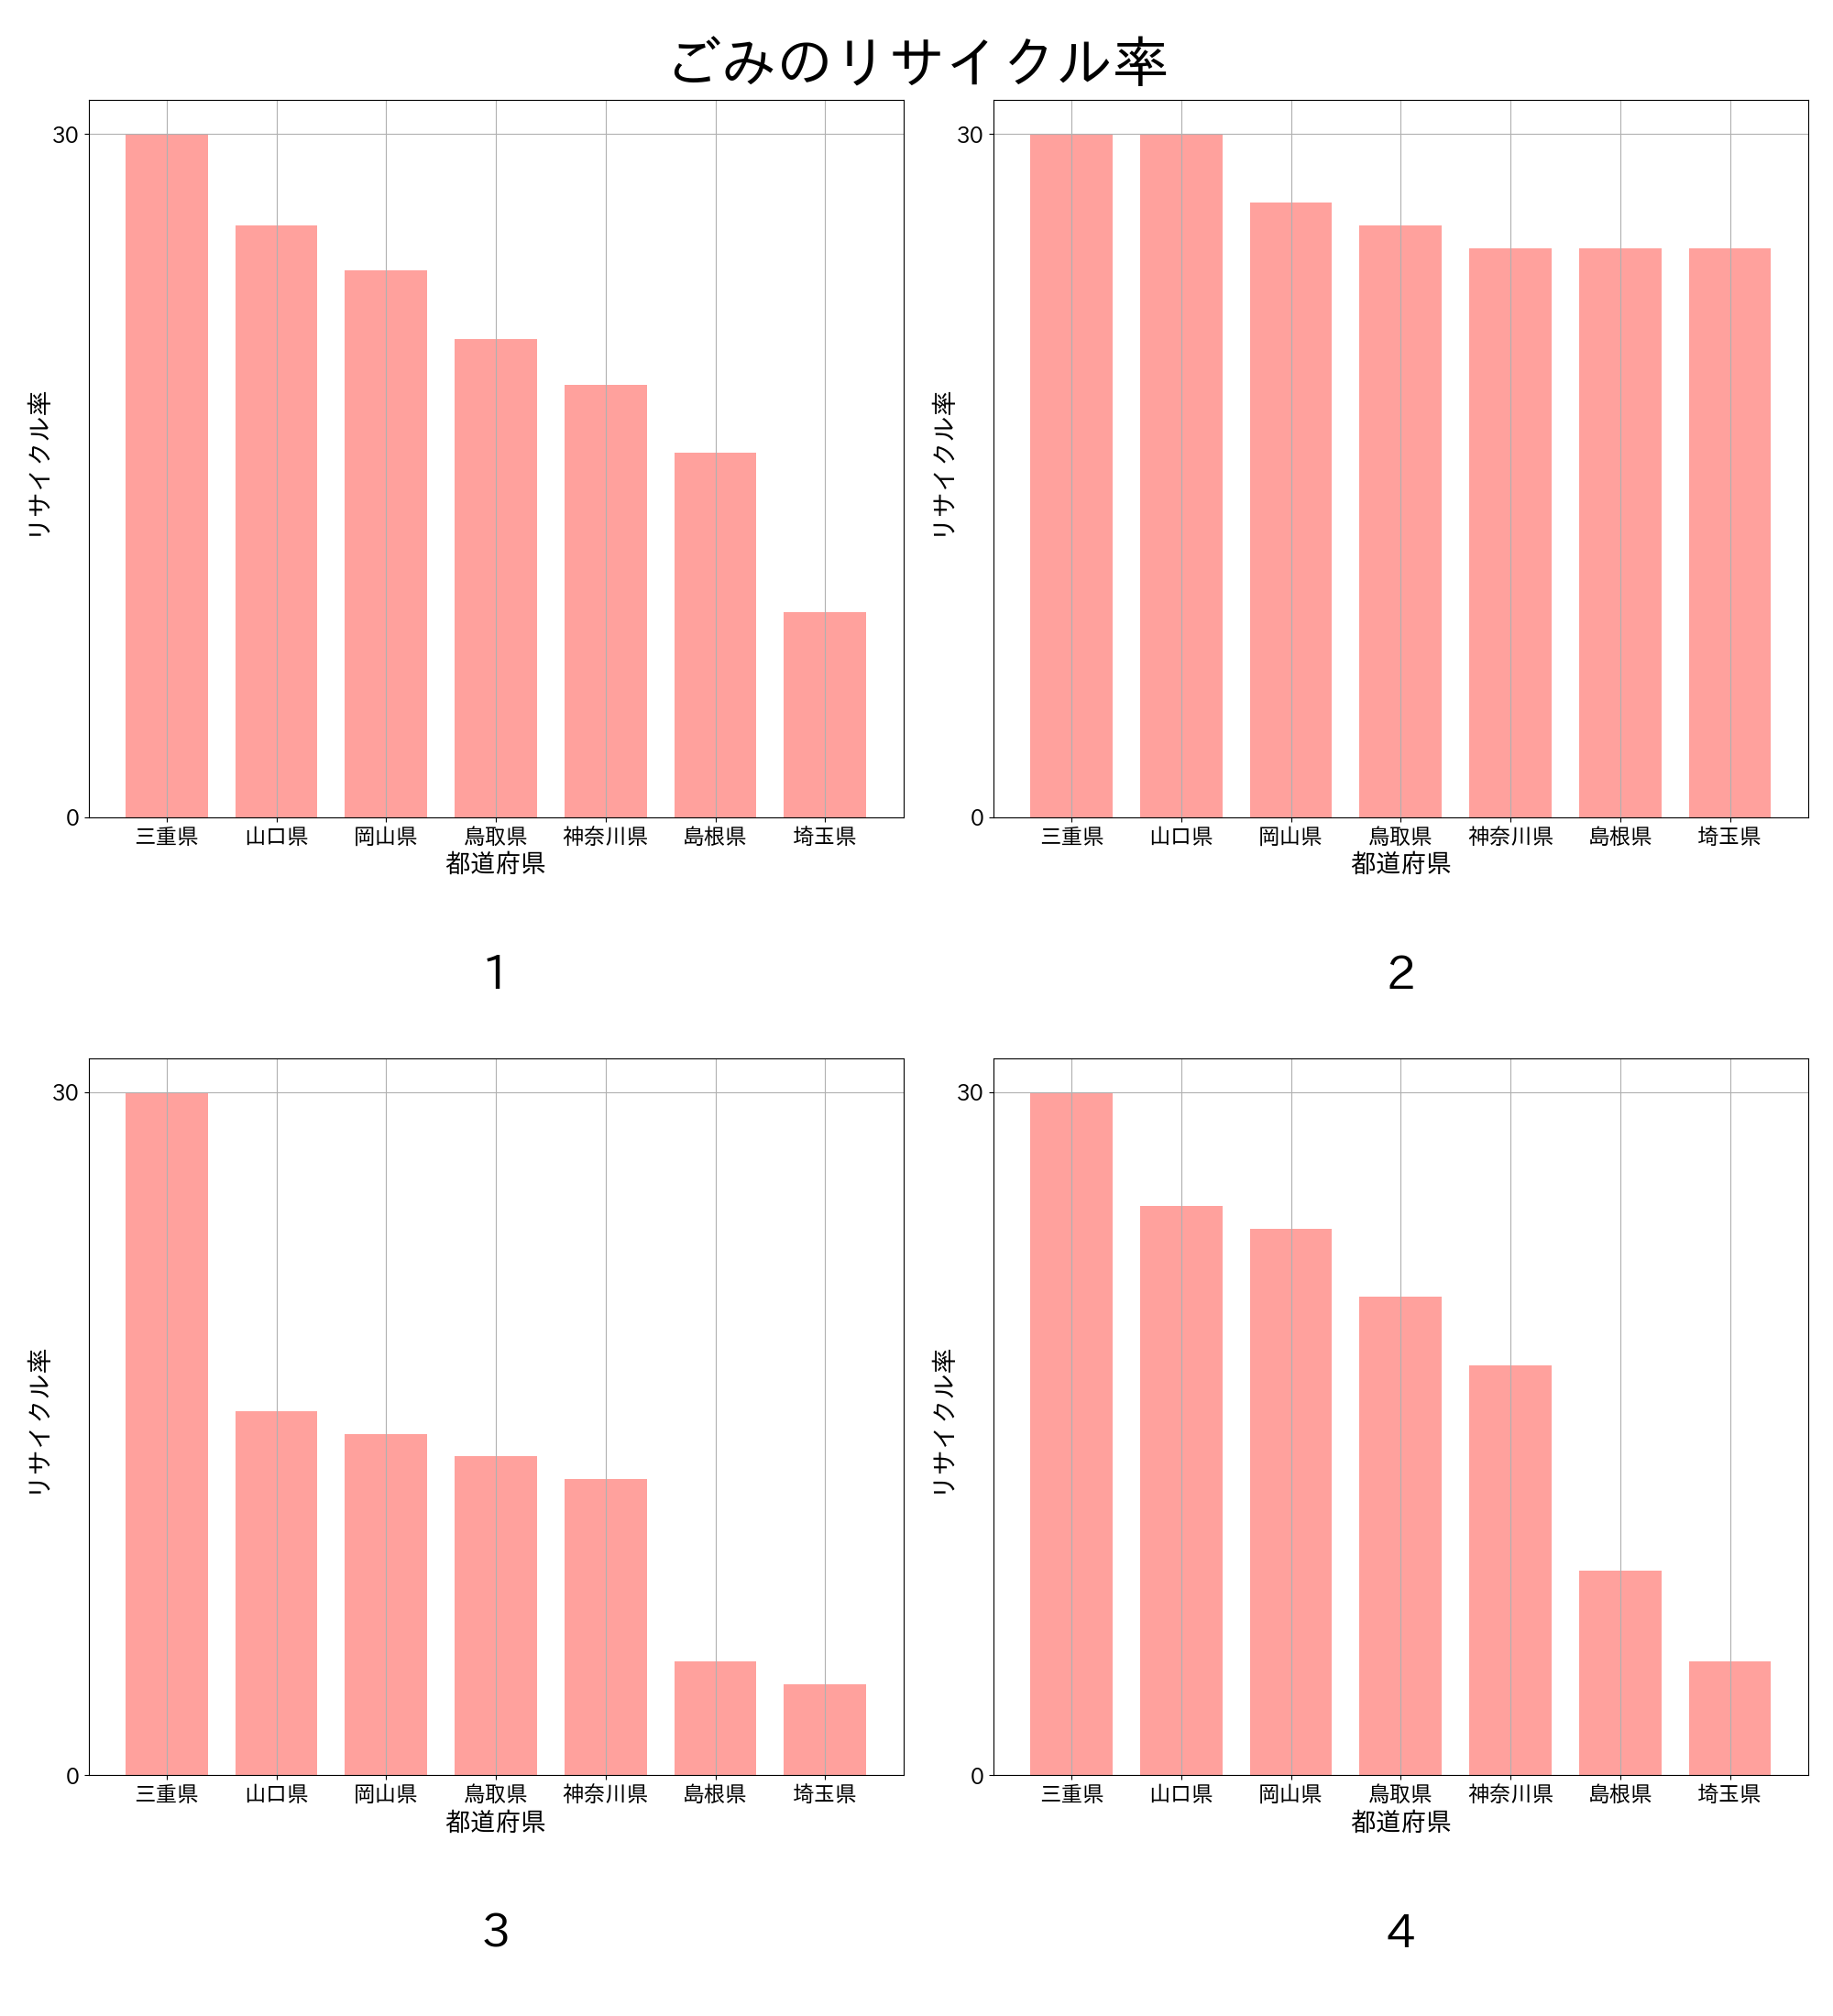 ごみのリサイクル率
30
0
リサイクル率
三重県 山口県 岡山県 鳥取県 神奈川県 島根県 埼玉県
都道府県
1
30
0
リサイクル率
三重県 山口県 岡山県 鳥取県 神奈川県 島根県 埼玉県
都道府県
2
30
0
リサイクル率
三重県 山口県 岡山県 鳥取県 神奈川県 島根県 埼玉県
都道府県
3
30
0
リサイクル率
三重県 山口県 岡山県 鳥取県 神奈川県 島根県 埼玉県
都道府県
4